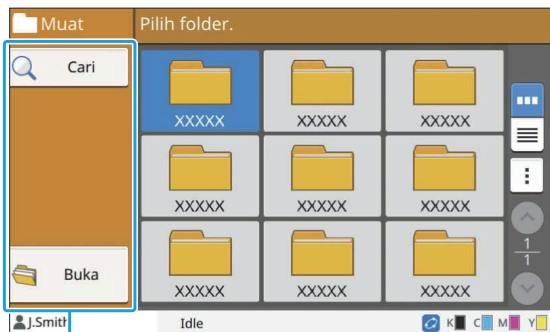 Muat
Pilih folder.
Cari
XXXXX XXXXX XXXXX
XXXXX XXXXX XXXXX
Buka
XXXXX XXXXX XXXXX
1
1
J.Smith
Idle
K C M Y